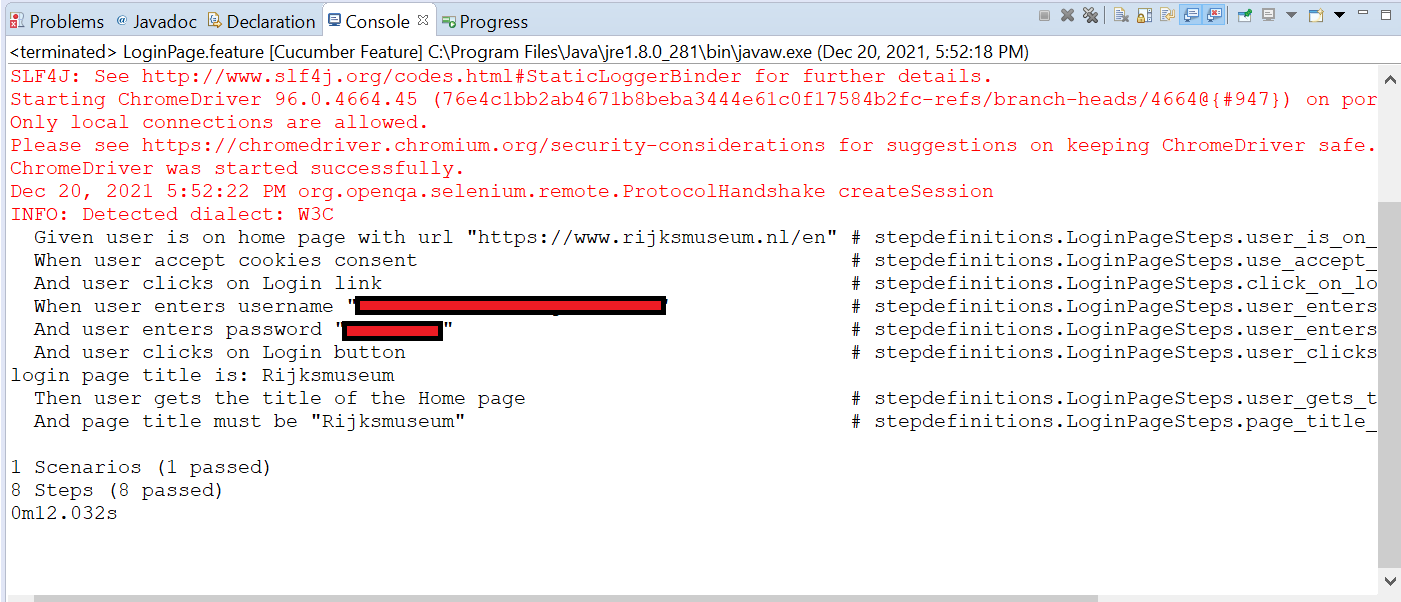 Problems @ Javadoc Declaration Console Progress
<terminated> LoginPage.feature [Cucumber Feature] C:\Program Files\Java\jre1.8.0_281\bin\javaw.exe (Dec 20, 2021, 5:52:18 PM)
SLF4J: See http://www.slf4j.org/codes.html#StaticLoggerBinder for further details.
Starting ChromeDriver 96.0.4664.45 (76e4c1bb2ab4671b8beba3444e61c0f17584b2fc-refs/branch-heads/4664@{#947}) on por
Only local connections are allowed.
Please see https://chromedriver.chromium.org/security-considerations for suggestions on keeping ChromeDriver safe.
ChromeDriver was started successfully.
Dec 20, 2021 5:52:22 PM org.openqa.selenium.remote.ProtocolHandshake createSession
INFO: Detected dialect: W3C
Given user is on home page with url "https://www.rijksmuseum.nl/en" # stepdefinitions.LoginPageSteps.user_is_on_
When user accept cookies consent # stepdefinitions.LoginPageSteps.use_accept_
And user clicks on Login link # stepdefinitions.LoginPageSteps.click_on_lo
When user enters username " " # stepdefinitions.LoginPageSteps.user_enters
And user enters password " " # stepdefinitions.LoginPageSteps.user_enters
And user clicks on Login button # stepdefinitions.LoginPageSteps.user_clicks
login page title is: Rijksmuseum
Then user gets the title of the Home page # stepdefinitions.LoginPageSteps.user_gets_t
And page title must be "Rijksmuseum" # stepdefinitions.LoginPageSteps.page_title_
1 Scenarios (1 passed)
8 Steps (8 passed)
0m12.032s